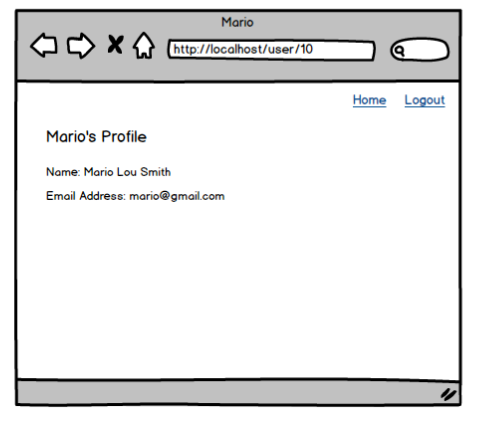 Mario
http://localhost/user/10
Home Logout
Mario's Profile
Name: Mario Lou Smith
Email Address: mario@gmail.com